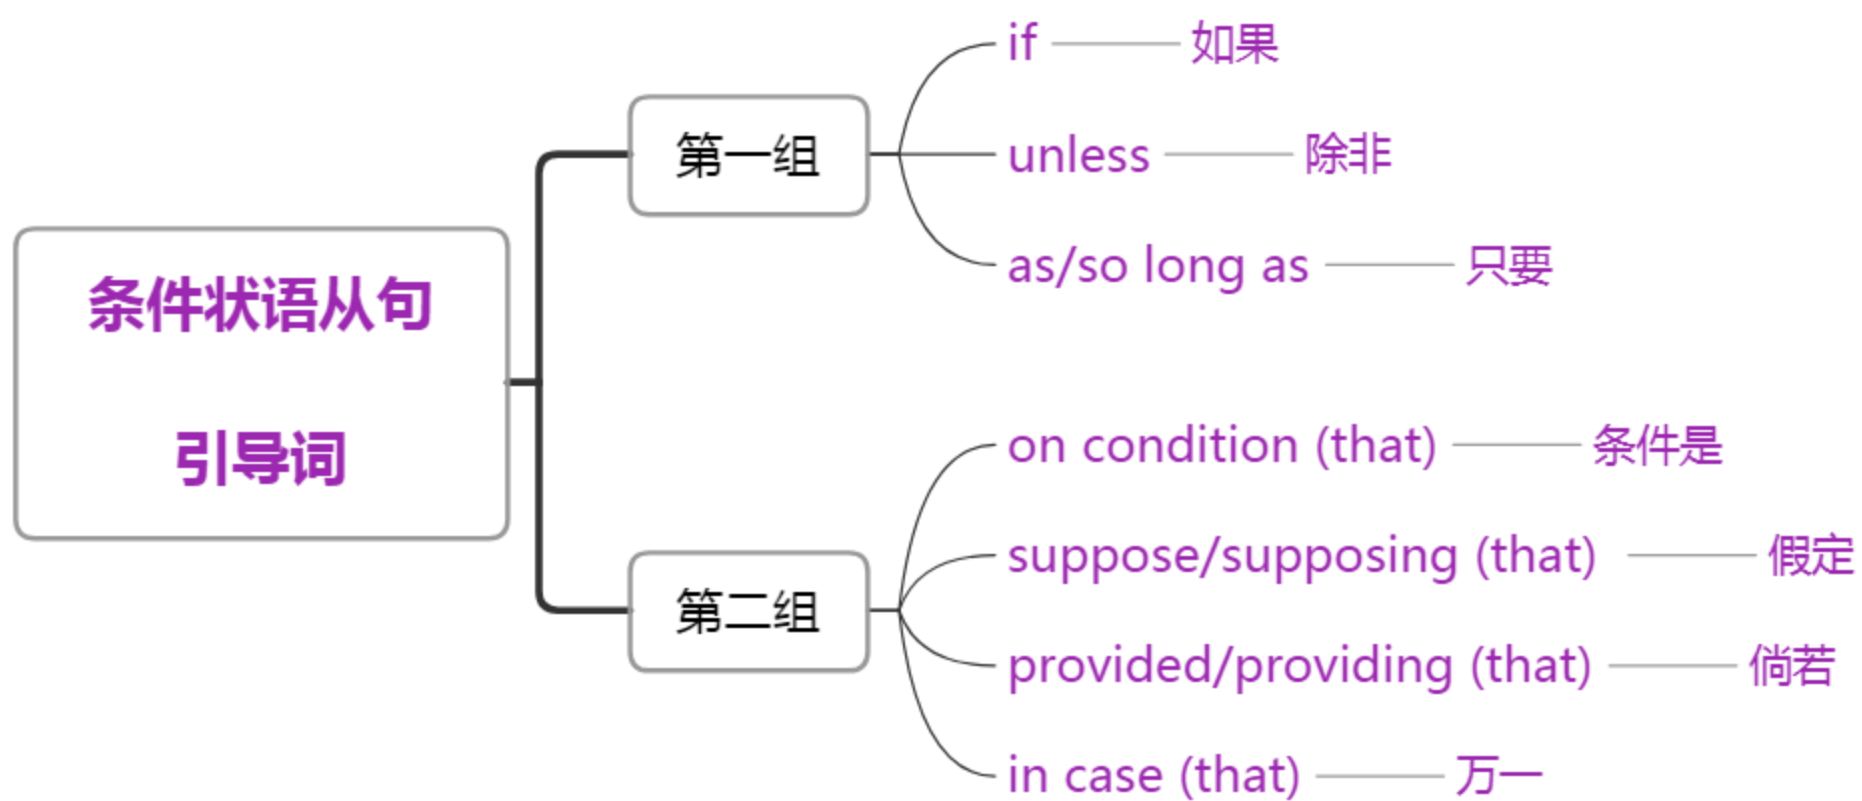 条件状语从句
引导词
第一组
if 如果
unless 除非
as/so long as 只要
第二组
on condition (that) 条件是
suppose/supposing (that) 假定
provided/providing (that) 倘若
in case (that) 万一